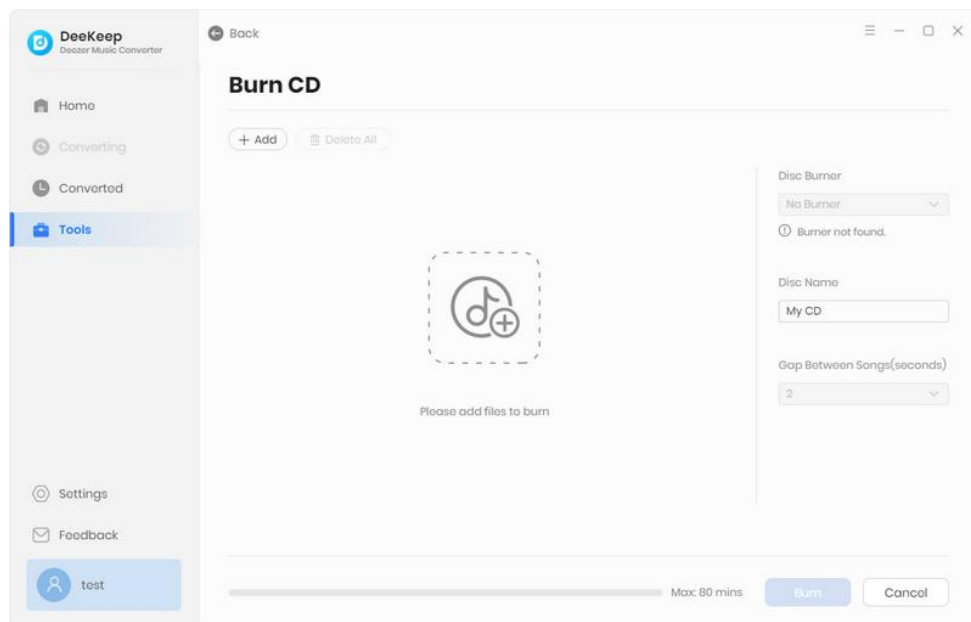 DeeKeep
Deezer Music Converter
Back
Home
Converting
Converted
Tools
Settings
Feedback
test
Burn CD
+ Add
Delete All
Please add files to burn
Disc Burner
No Burner
Burner not found.
Disc Name
My CD
Gap Between Songs(seconds)
2
Max: 80 mins
Burn
Cancel